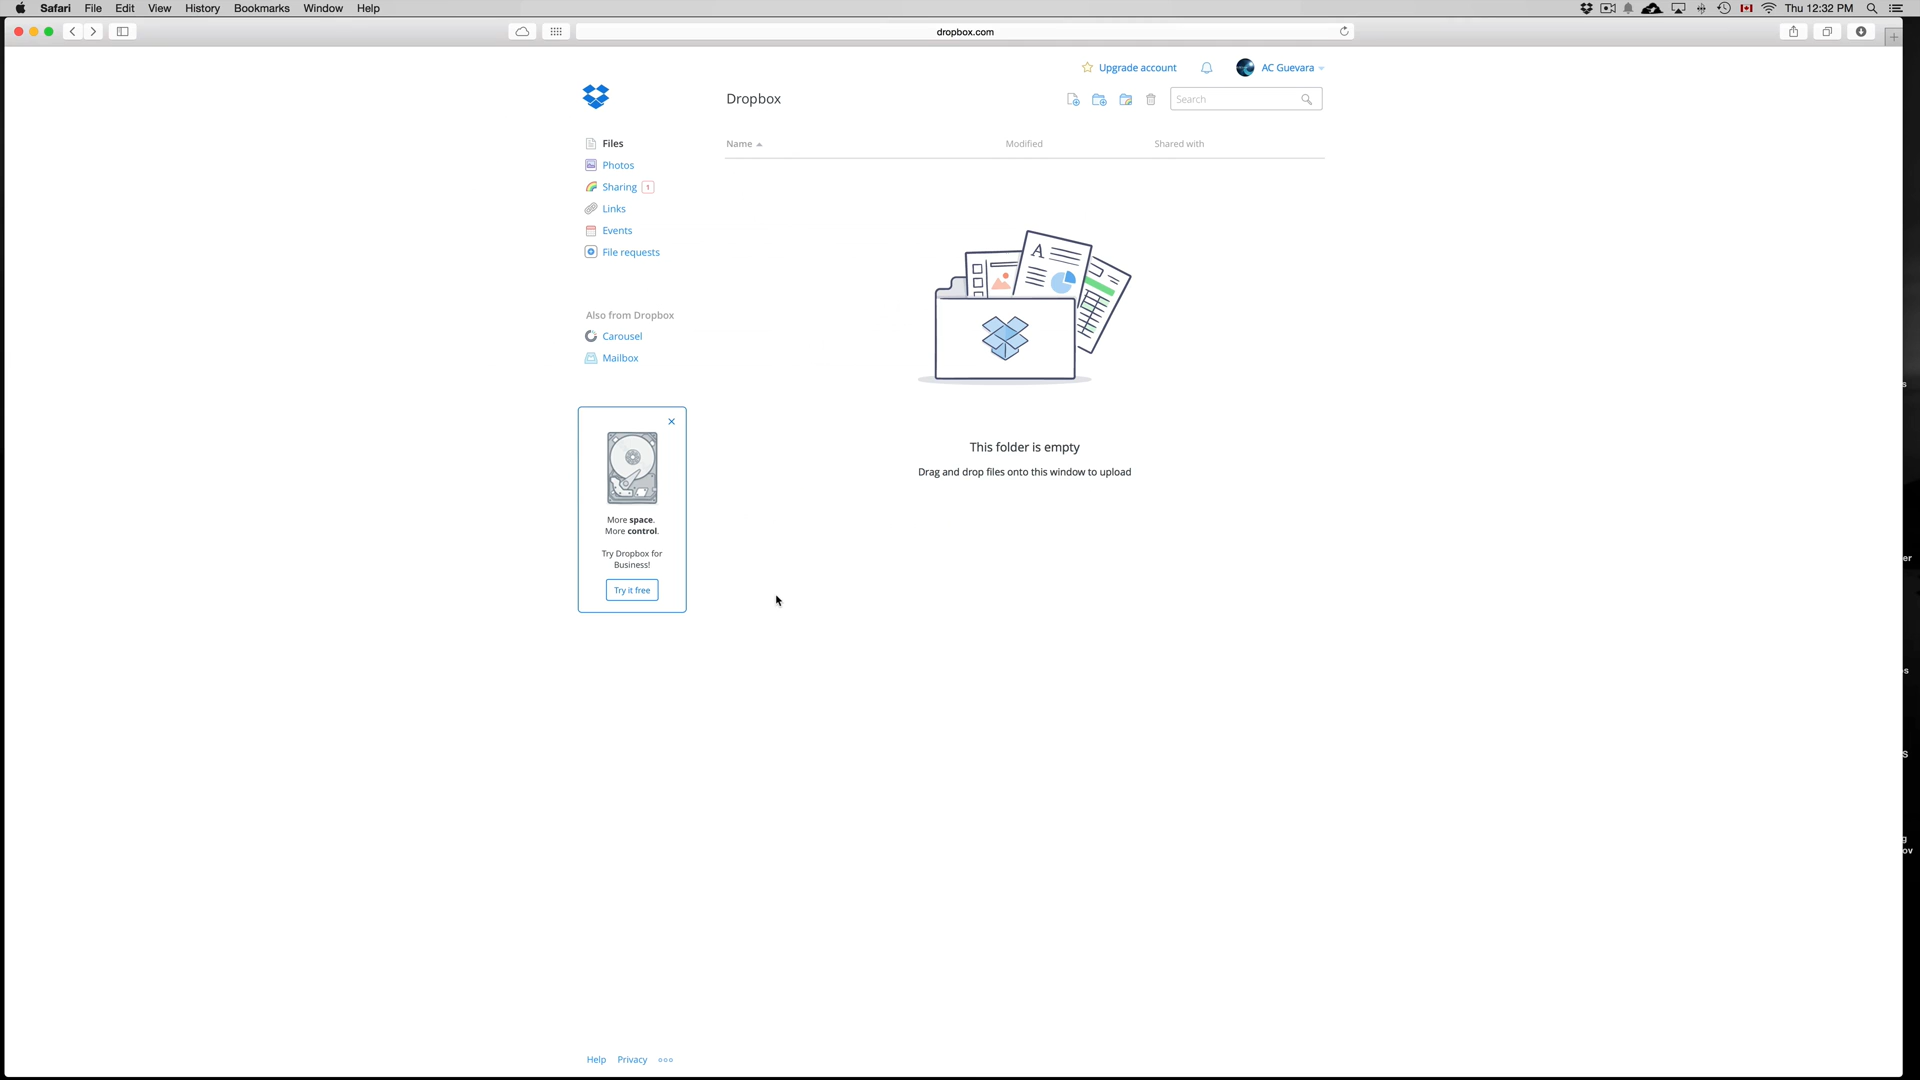 Safari File Edit View History Bookmarks Window Help Thu 12:32 PM
dropbox.com
Upgrade account AC Guevara
Dropbox Search
Name Modified Shared with
Files
Photos
Sharing 1
Links
Events
File requests
Also from Dropbox
Carousel
Mailbox
A
This folder is empty
Drag and drop files onto this window to upload
More space.
More control.
Try Dropbox for
Business!
Try it free
s
er
s
S
g
ov
Help Privacy